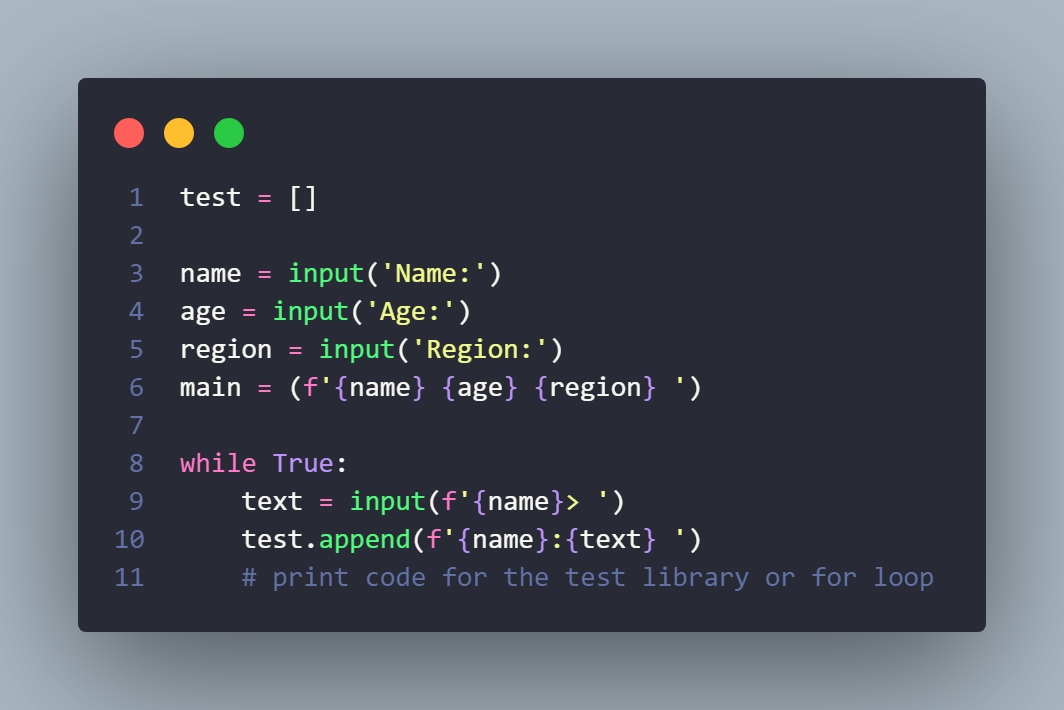 1 test = []
2
3 name = input('Name:')
4 age = input('Age:')
5 region = input('Region:')
6 main = (f'{name} {age} {region} ')
7
8 while True:
9     text = input(f'{name}> ')
10     test.append(f'{name}:{text} ')
11     # print code for the test library or for loop